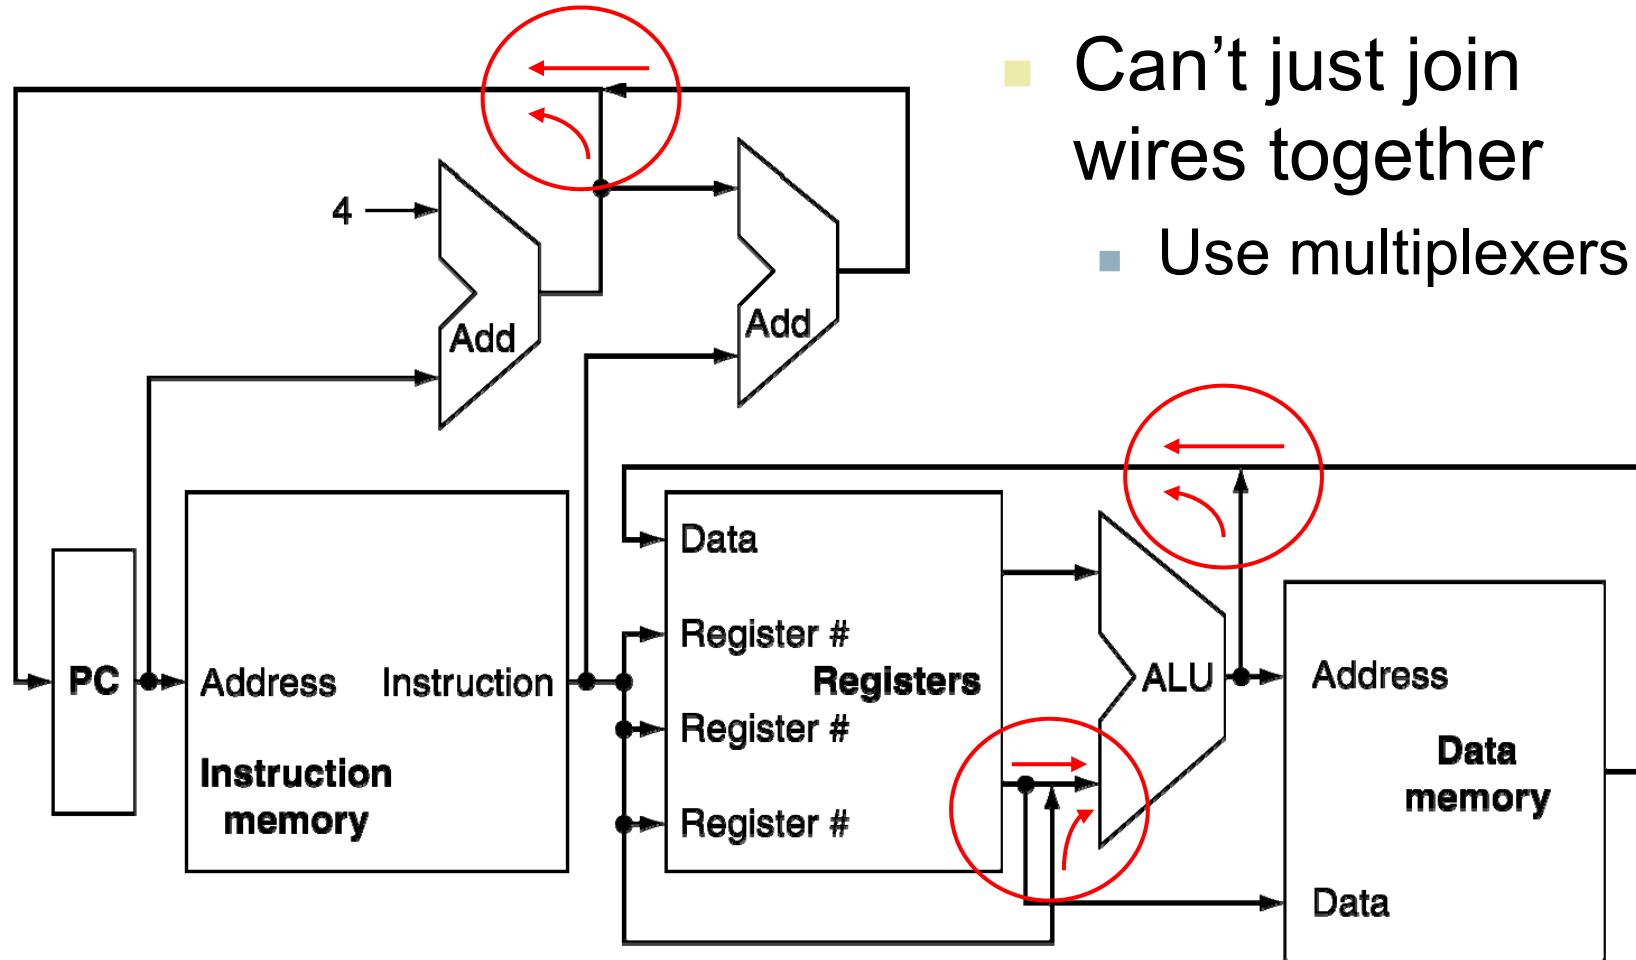 Can’t just join
wires together
Use multiplexers
4
Add
Add
PC
Address
Instruction
Instruction
memory
Data
Register #
Registers
Register #
Register #
ALU
Address
Data
memory
Data